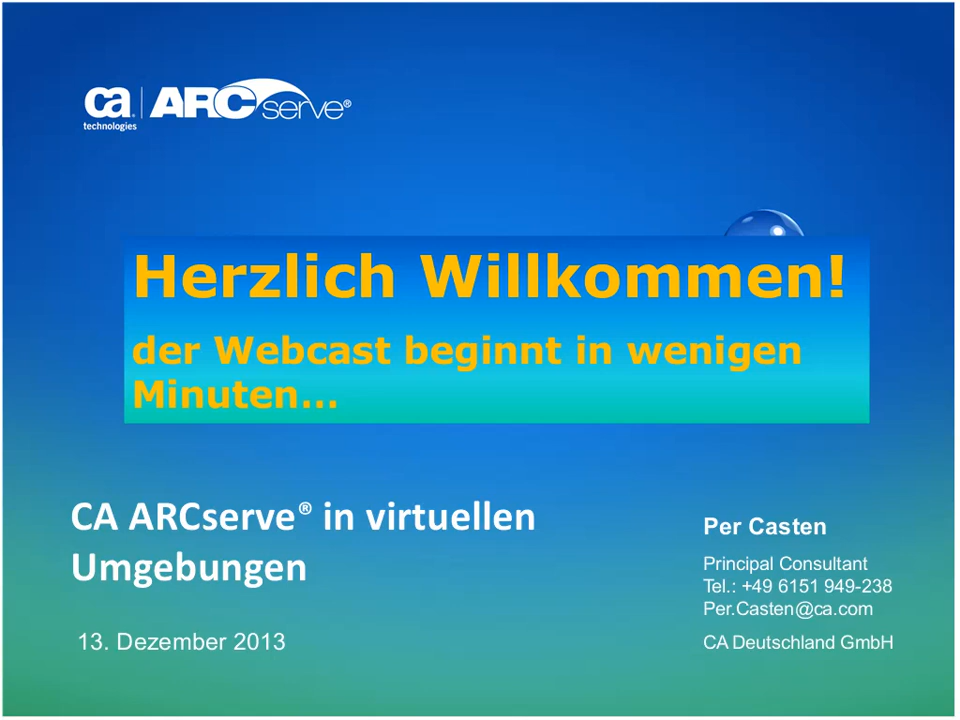 ca technologies | ARCserve®
Herzlich Willkommen!
der Webcast beginnt in wenigen
Minuten...
CA ARCserve® in virtuellen
Umgebungen
13. Dezember 2013
Per Casten
Principal Consultant
Tel.: +49 6151 949-238
Per.Casten@ca.com
CA Deutschland GmbH